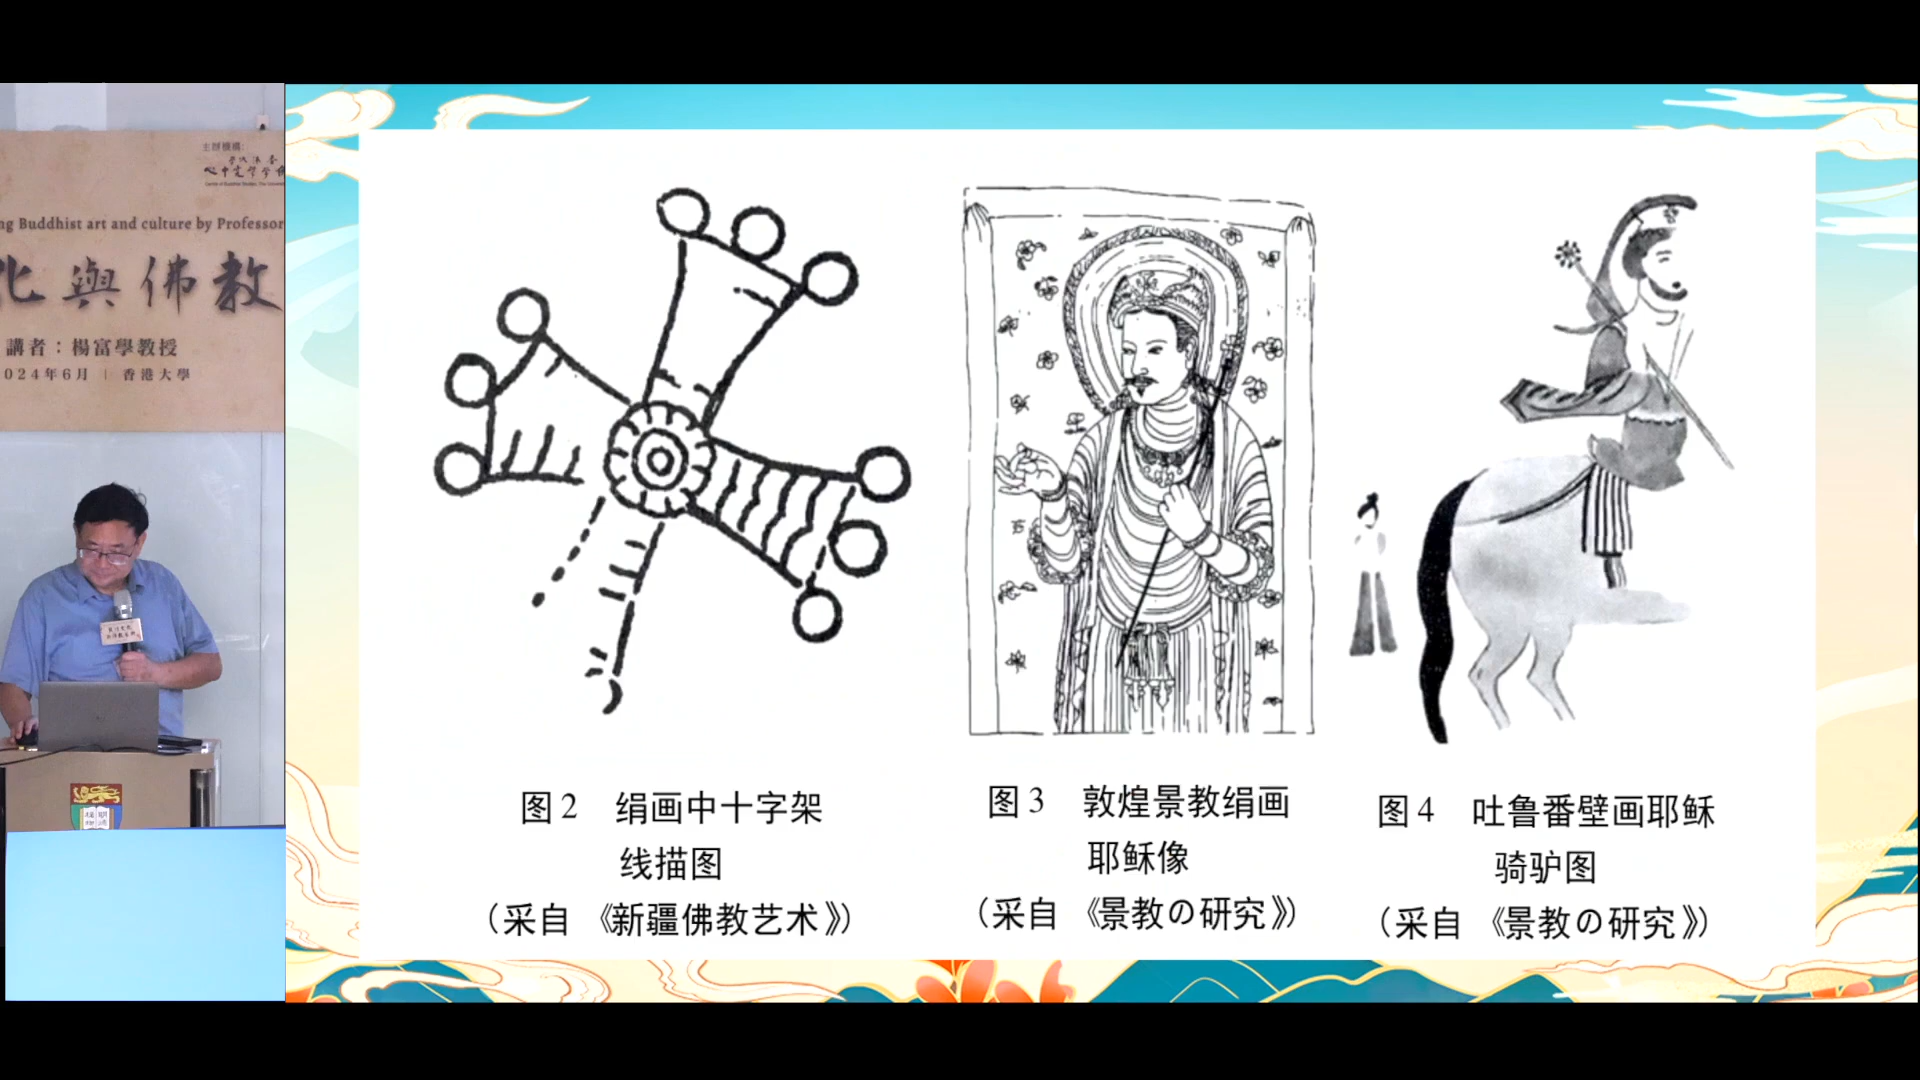 主辦機構:
ng Buddhist art and culture by Professor
化與佛教
講者：楊富學教授
024年6月 | 香港大學
图2 绢画中十字架
线描图
（采自《新疆佛教艺术》）
图3 敦煌景教绢画
耶稣像
（采自《景教の研究》）
图4 吐鲁番壁画耶稣
骑驴图
（采自《景教の研究》）